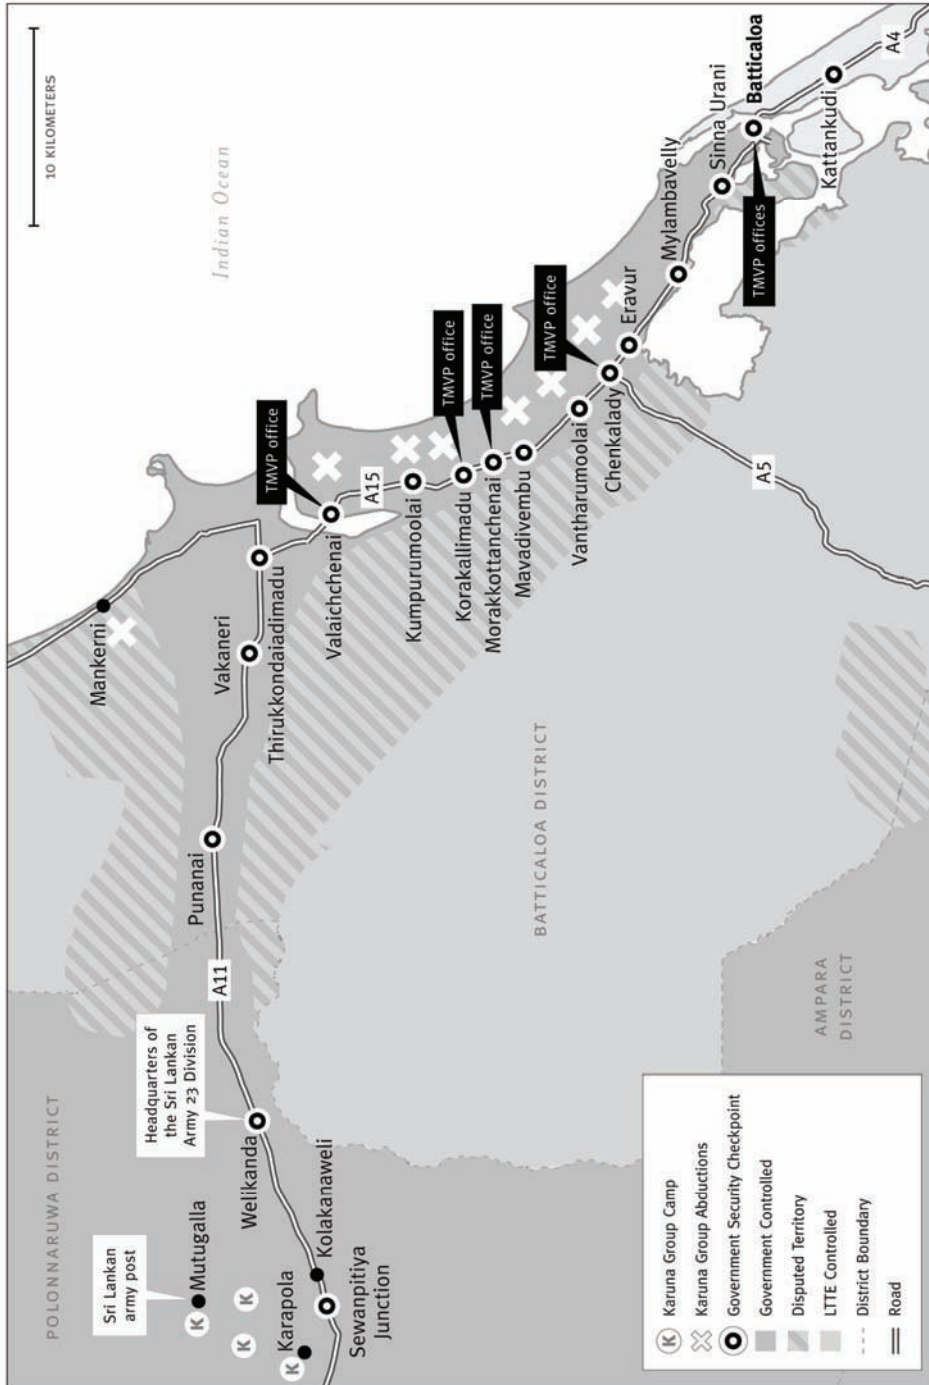 POLONNARUWA DISTRICT
Sri Lankan
army post
Mutugalla
K
K
K
K
Karapola
Kolakanaweli
Sewanpitiya
Junction
Headquarters of
the Sri Lankan
Army 23 Division
Welikanda
A11
Punanai
Vakaneri
Mankerni
Thirukkondaiadimadu
TMVP office
Valaichchenai
A15
Kumpurumoolai
TMVP office
Korakallimadu
TMVP office
Morakkottanchenai
Mavadivembu
Vantharumoolai
TMVP office
Chenkalady
Eravur
Mylambavelly
Sinna Urani
Batticaloa
TMVP offices
Kattankudi
A4
A5
Indian Ocean
10 KILOMETERS
BATTICALOA DISTRICT
AMPARA
DISTRICT
K Karuna Group Camp
Karuna Group Abductions
Government Security Checkpoint
Government Controlled
Disputed Territory
LTTE Controlled
District Boundary
Road